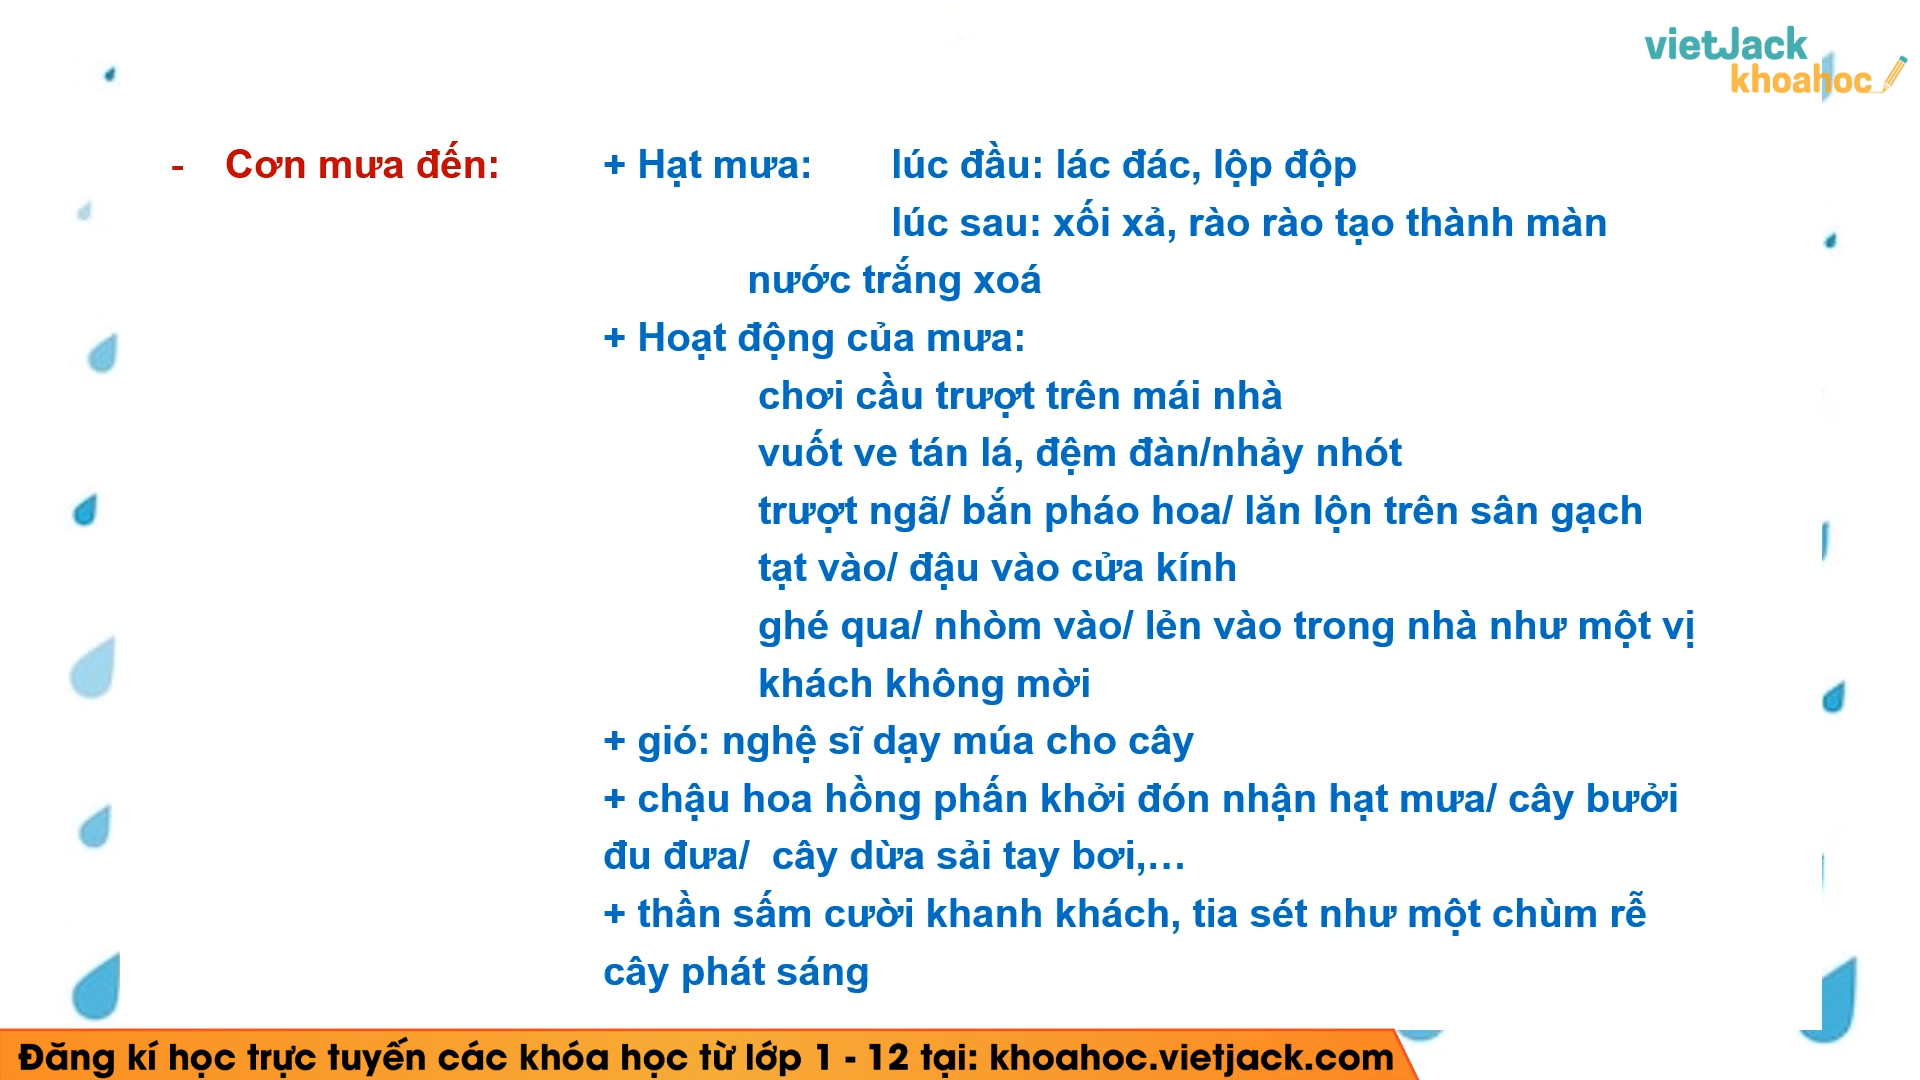 vietJack
khoahoc
- Cơn mưa đến: + Hạt mưa: lúc đầu: lác đác, lộp độp
lúc sau: xối xả, rào rào tạo thành màn
nước trắng xoá
+ Hoạt động của mưa:
chơi cầu trượt trên mái nhà
vuốt ve tán lá, đệm đàn/nhảy nhót
trượt ngã/ bắn pháo hoa/ lăn lộn trên sân gạch
tạt vào/ đậu vào cửa kính
ghé qua/ nhòm vào/ lẻn vào trong nhà như một vị
khách không mời
+ gió: nghệ sĩ dạy múa cho cây
+ chậu hoa hồng phấn khởi đón nhận hạt mưa/ cây bưởi
đu đưa/ cây dừa sải tay bơi,…
+ thần sấm cười khanh khách, tia sét như một chùm rễ
cây phát sáng
Đăng kí học trực tuyến các khóa học từ lớp 1 - 12 tại: khoahoc.vietjack.com